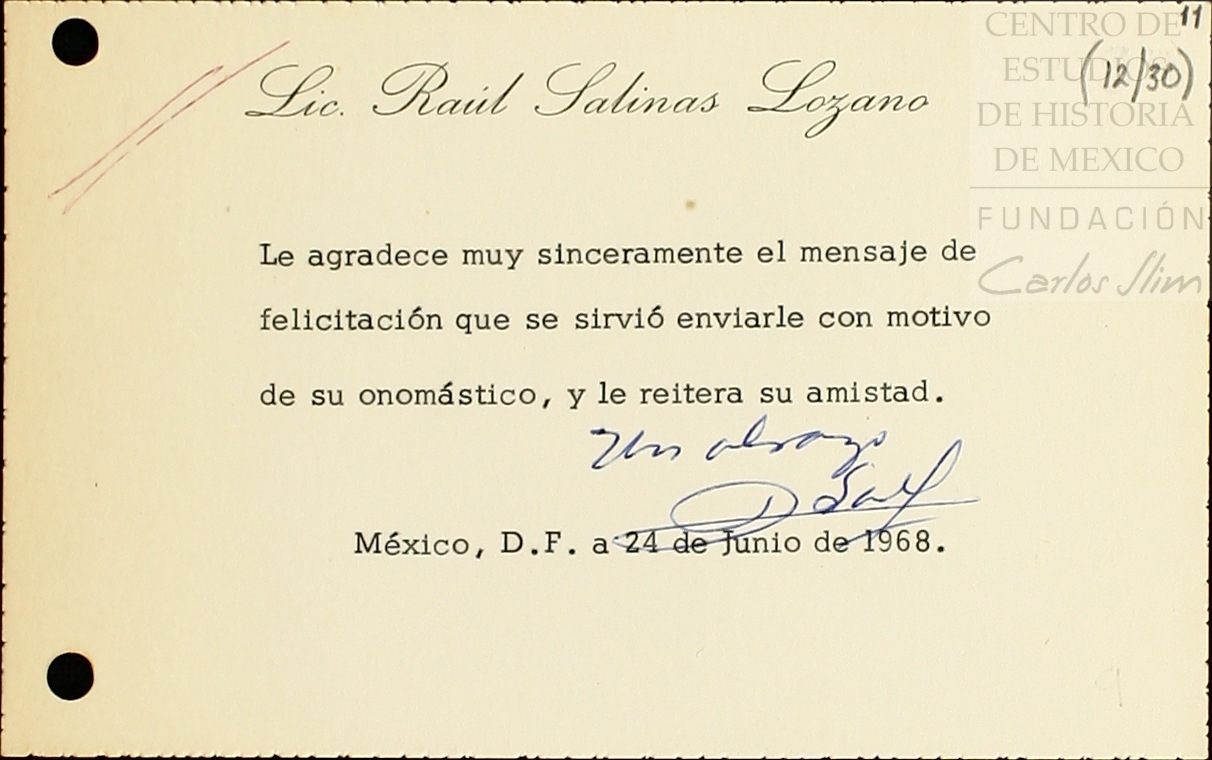 CENTRO DE
ESTUDIOS
DE HISTORIA
DE MEXICO
FUNDACIÓN
Carlos Slim
11
(12/30)
Lic. Raúl Salinas Lozano
Le agradece muy sinceramente el mensaje de
felicitación que se sirvió enviarle con motivo
de su onomástico, y le reitera su amistad.
Un abrazo
México, D.F. a 24 de Junio de 1968.